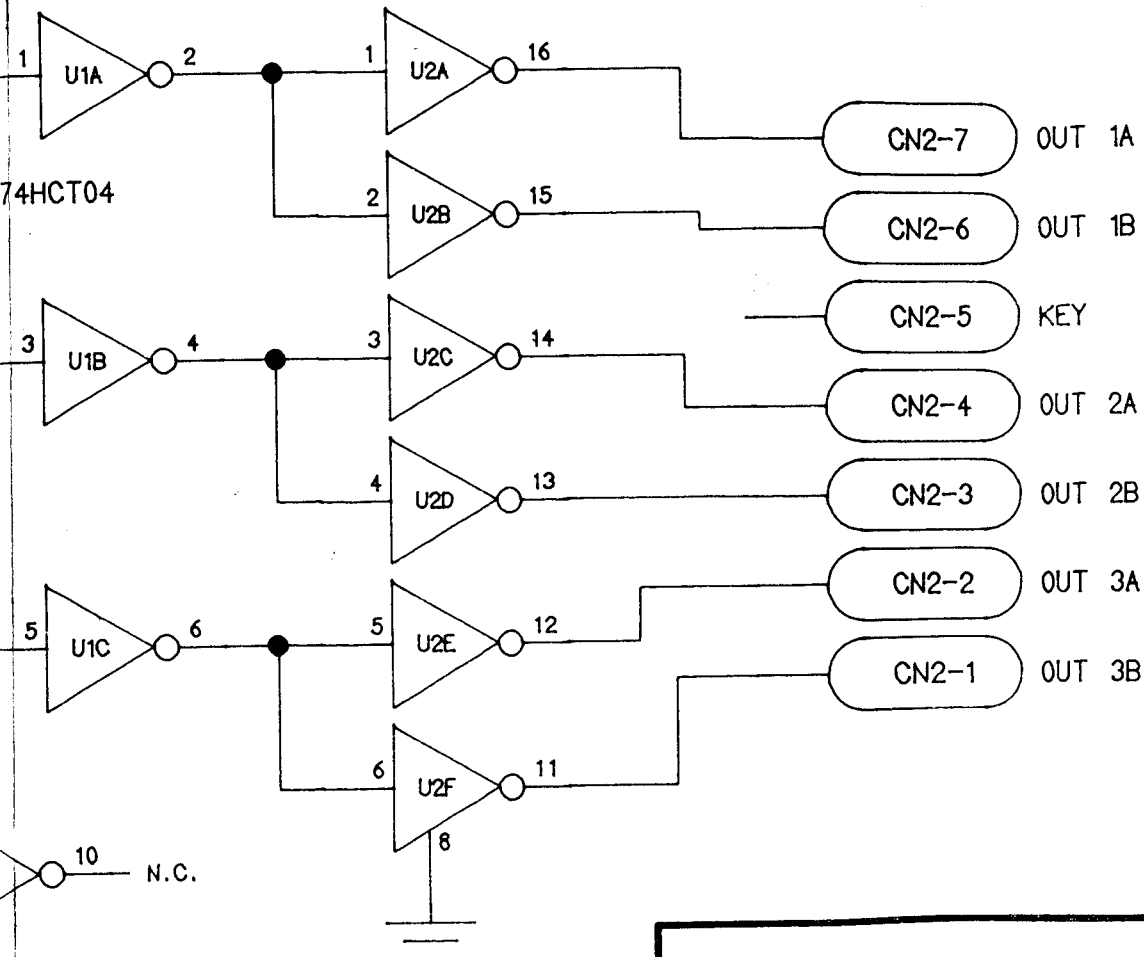 1 U1A 2 1 U2A 16
CN2-7 OUT 1A
74HCT04
2 U2B 15
CN2-6 OUT 1B
CN2-5 KEY
3 U1B 4 3 U2C 14
CN2-4 OUT 2A
4 U2D 13
CN2-3 OUT 2B
CN2-2 OUT 3A
5 U1C 6 5 U2E 12
CN2-1 OUT 3B
6 U2F 11
8
10 N.C.